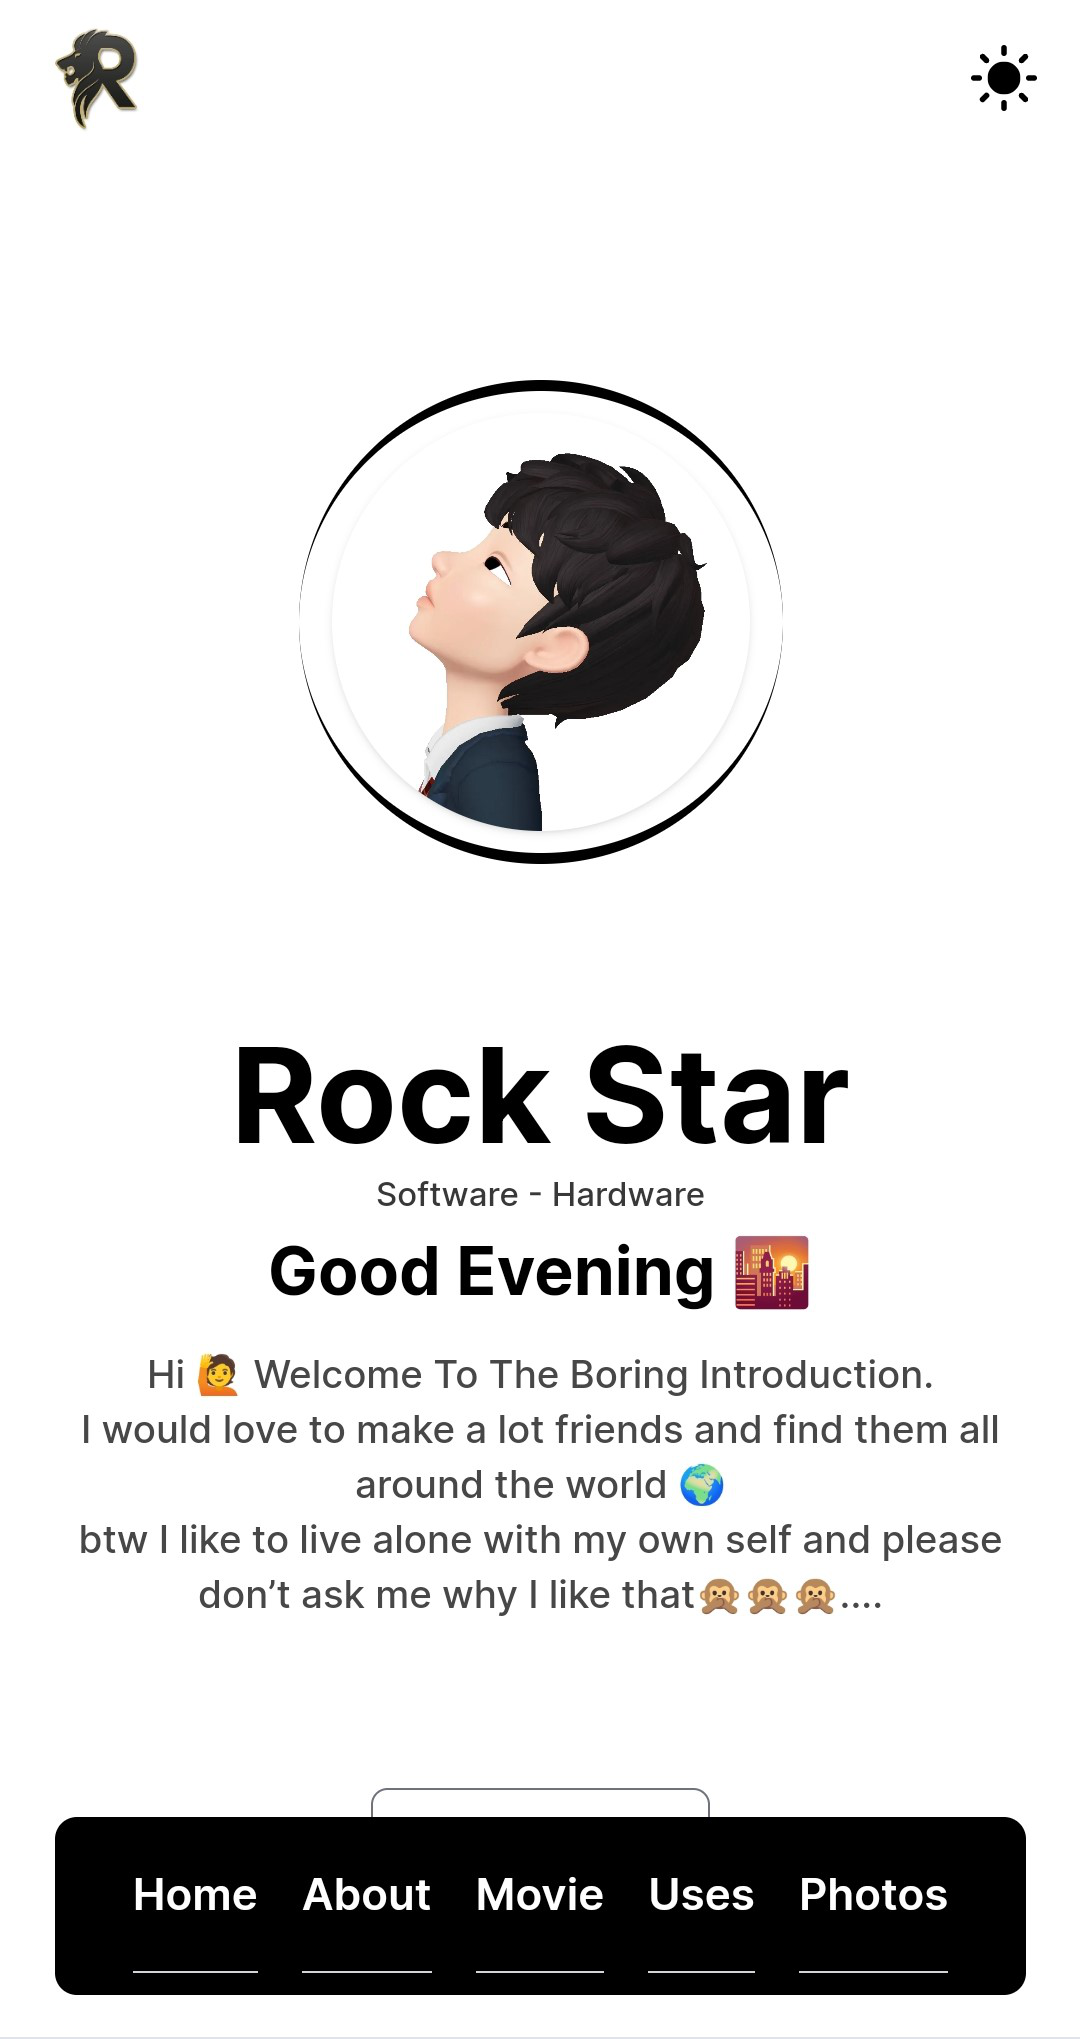 R
Rock Star
Software - Hardware
Good Evening 🌇
Hi 🙋 Welcome To The Boring Introduction.
I would love to make a lot friends and find them all
around the world 🌍
btw I like to live alone with my own self and please
don’t ask me why I like that🙊🙊🙊....
Home About Movie Uses Photos